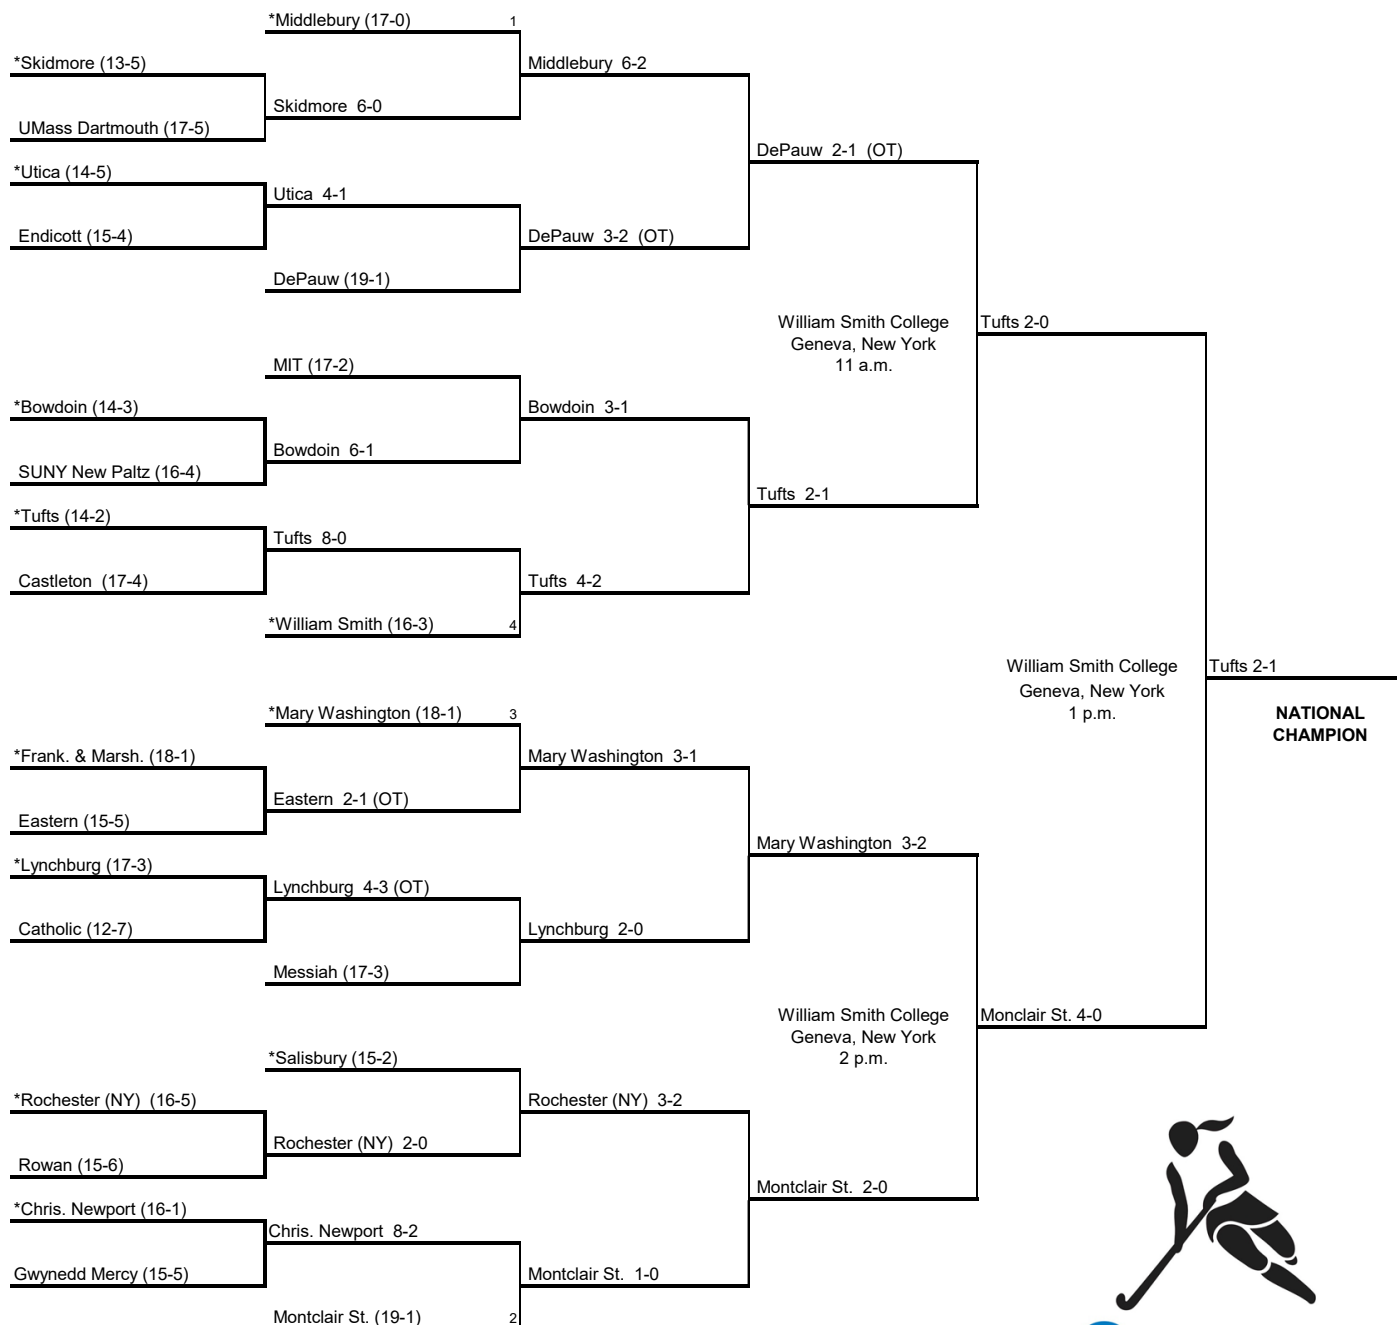 *Middlebury (17-0) 1
*Skidmore (13-5)
Middlebury 6-2
Skidmore 6-0
UMass Dartmouth (17-5)
DePauw 2-1 (OT)
*Utica (14-5)
Utica 4-1
Endicott (15-4)
DePauw 3-2 (OT)
DePauw (19-1)
William Smith College
Geneva, New York
11 a.m.
Tufts 2-0
MIT (17-2)
*Bowdoin (14-3)
Bowdoin 3-1
Bowdoin 6-1
SUNY New Paltz (16-4)
Tufts 2-1
*Tufts (14-2)
Tufts 8-0
Castleton (17-4)
Tufts 4-2
*William Smith (16-3) 4
William Smith College
Geneva, New York
1 p.m.
Tufts 2-1
NATIONAL
CHAMPION
*Mary Washington (18-1) 3
*Frank. & Marsh. (18-1)
Mary Washington 3-1
Eastern 2-1 (OT)
Eastern (15-5)
Mary Washington 3-2
*Lynchburg (17-3)
Lynchburg 4-3 (OT)
Catholic (12-7)
Lynchburg 2-0
Messiah (17-3)
William Smith College
Geneva, New York
2 p.m.
Monclair St. 4-0
*Salisbury (15-2)
*Rochester (NY) (16-5)
Rochester (NY) 3-2
Rochester (NY) 2-0
Rowan (15-6)
Montclair St. 2-0
*Chris. Newport (16-1)
Chris. Newport 8-2
Gwynedd Mercy (15-5)
Montclair St. 1-0
Montclair St. (19-1) 2